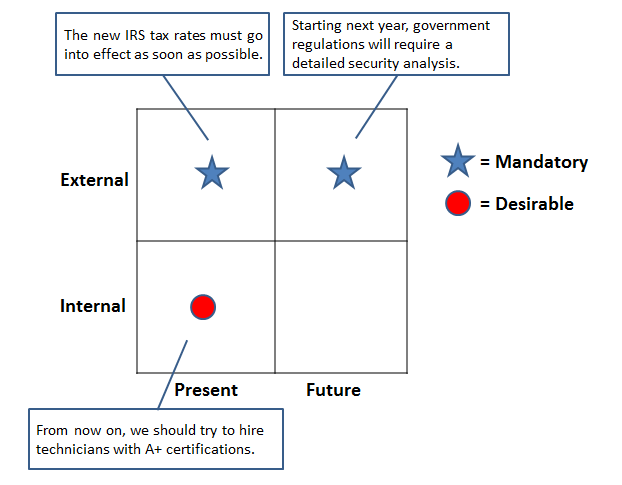 The new IRS tax rates must go
into effect as soon as possible.
Starting next year, government
regulations will require a
detailed security analysis.
External
= Mandatory
= Desirable
Internal
Present
Future
From now on, we should try to hire
technicians with A+ certifications.